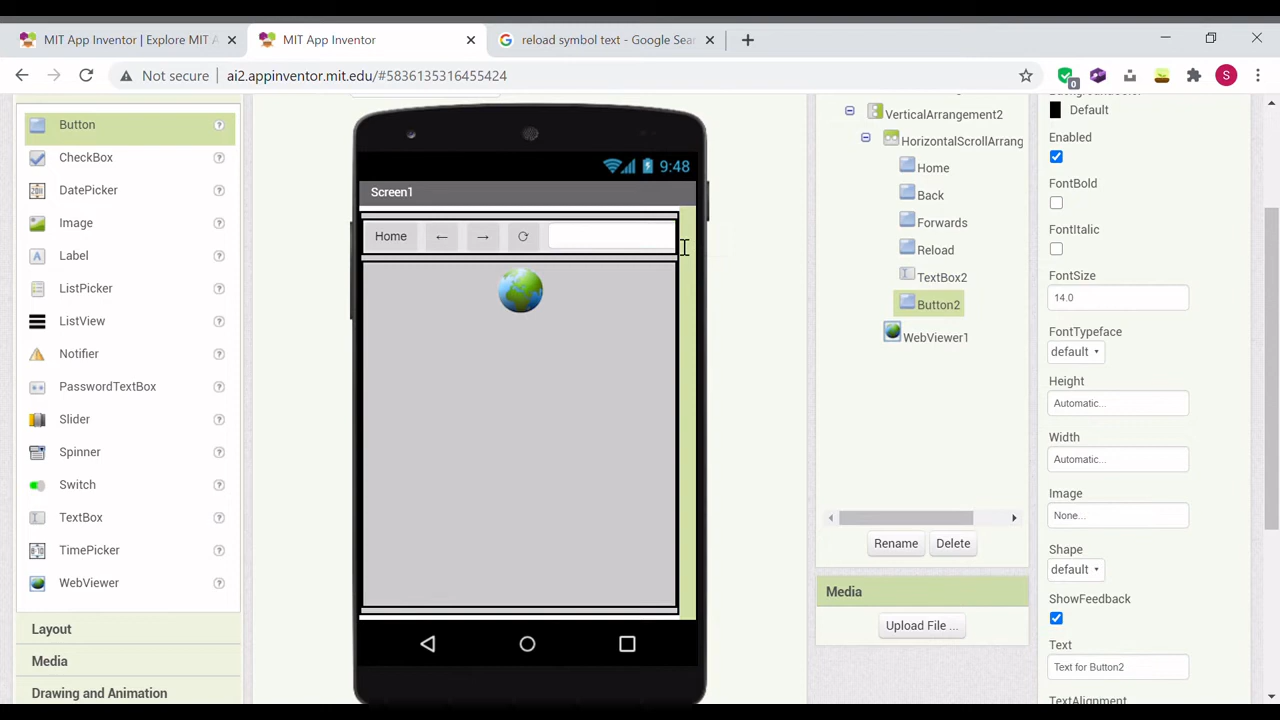 MIT App Inventor | Explore MIT A
MIT App Inventor
reload symbol text - Google Sear
Not secure
ai2.appinventor.mit.edu/#5836135316455424
0
S
Button
CheckBox
DatePicker
Image
Label
ListPicker
ListView
Notifier
PasswordTextBox
Slider
Spinner
Switch
TextBox
TimePicker
WebViewer
Layout
Media
Drawing and Animation
9:48
Screen1
Home
←
→
VerticalArrangement2
HorizontalScrollArrang
Home
Back
Forwards
Reload
TextBox2
Button2
WebViewer1
Rename
Delete
Media
Upload File ...
Default
Enabled
FontBold
FontItalic
FontSize
14.0
FontTypeface
default
Height
Automatic...
Width
Automatic...
Image
None...
Shape
default
ShowFeedback
Text
Text for Button2
TextAlignment